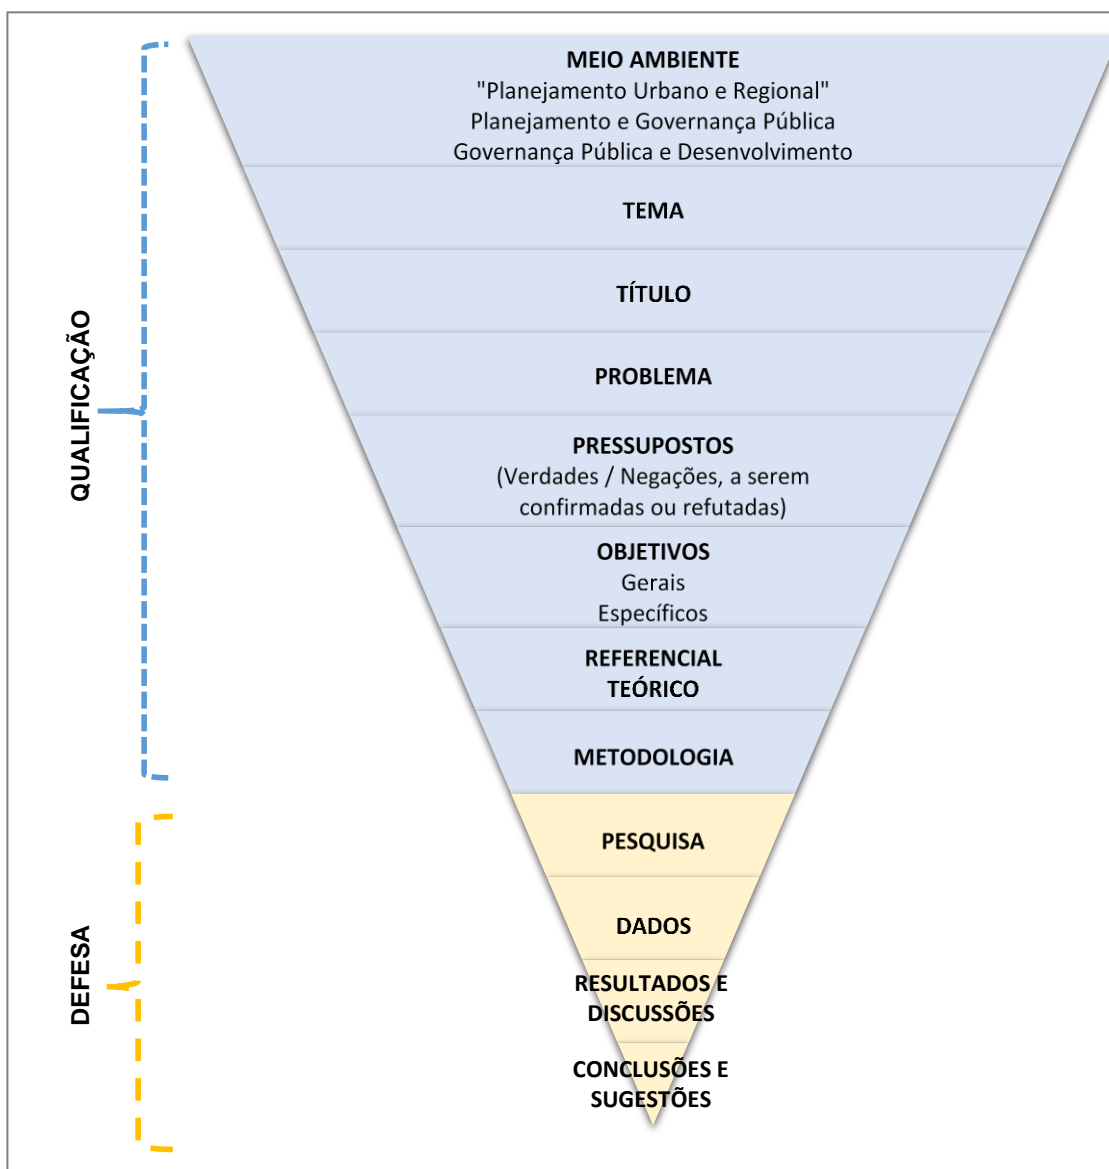 MEIO AMBIENTE
"Planejamento Urbano e Regional"
Planejamento e Governança Pública
Governança Pública e Desenvolvimento
TEMA
TÍTULO
PROBLEMA
PRESSUPOSTOS
(Verdades / Negações, a serem
confirmadas ou refutadas)
OBJETIVOS
Gerais
Específicos
REFERENCIAL
TEÓRICO
METODOLOGIA
QUALIFICAÇÃO
PESQUISA
DADOS
RESULTADOS E
DISCUSSÕES
CONCLUSÕES E
SUGESTÕES
DEFESA